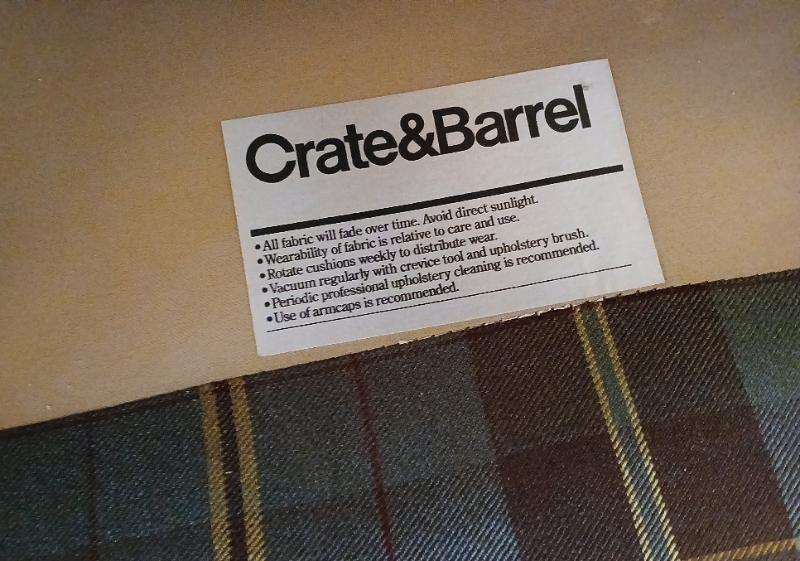 Crate&Barrel
•All fabric will fade over time. Avoid direct sunlight.
•Wearability of fabric is relative to care and use.
•Rotate cushions weekly to distribute wear.
•Vacuum regularly with crevice tool and upholstery brush.
•Periodic professional upholstery cleaning is recommended.
•Use of armcaps is recommended.